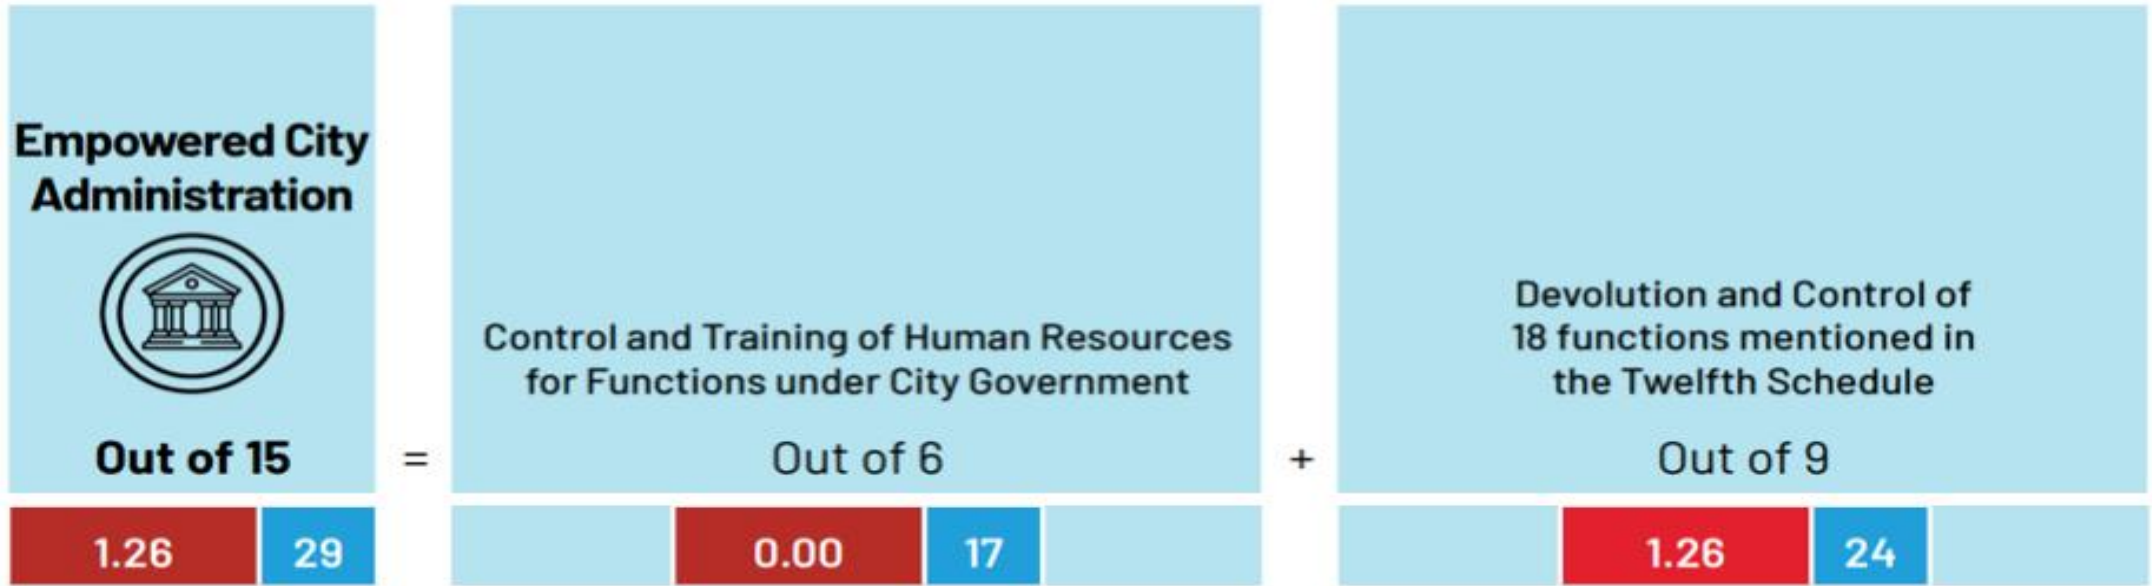 Empowered City
Administration
Out of 15
1.26
29
=
Control and Training of Human Resources
for Functions under City Government
Out of 6
0.00
17
+
Devolution and Control of
18 functions mentioned in
the Twelfth Schedule
Out of 9
1.26
24